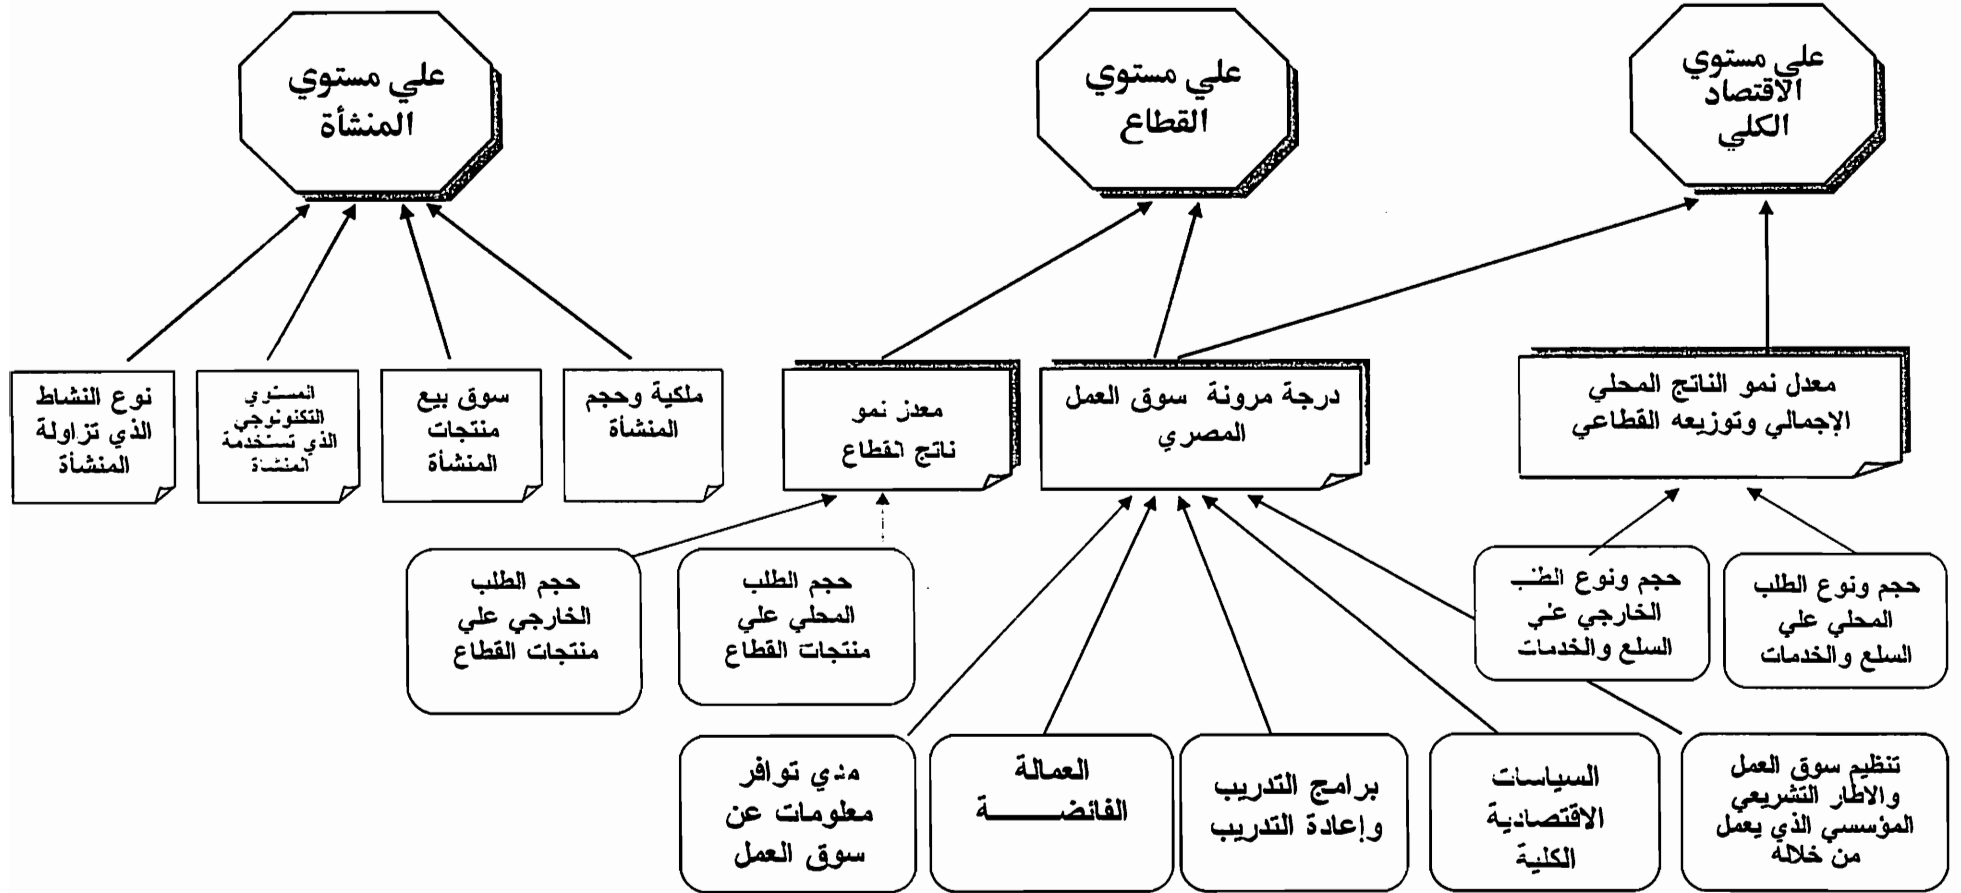 علي مستوي
الاقتصاد
الكلي
علي مستوي
القطاع
علي مستوي
المنشأة
معدل نمو الناتج المحلي
الإجمالي وتوزيعه القطاعي
درجة مرونة سوق العمل
المصري
معدل نمو
ناتج القطاع
ملكية وحجم
المنشأة
سوق بيع
منتجات
المنشأة
المستوي
التكنولوجي
الذي تستخدمة
المنشاة
نوع النشاط
الذي تزاولة
المنشأة
حجم ونوع الطلب
المحلي علي
السلع والخدمات
حجم ونوع الطلب
الخارجي علي
السلع والخدمات
حجم الطلب
المحلي علي
منتجات القطاع
حجم الطلب
الخارجي علي
منتجات القطاع
تنظيم سوق العمل
والاطار التشريعي
المؤسسي الذي يعمل
من خلاله
السياسات
الاقتصادية
الكلية
برامج التدريب
وإعادة التدريب
العمالة
الفائضـــــــة
مدي توافر
معلومات عن
سوق العمل